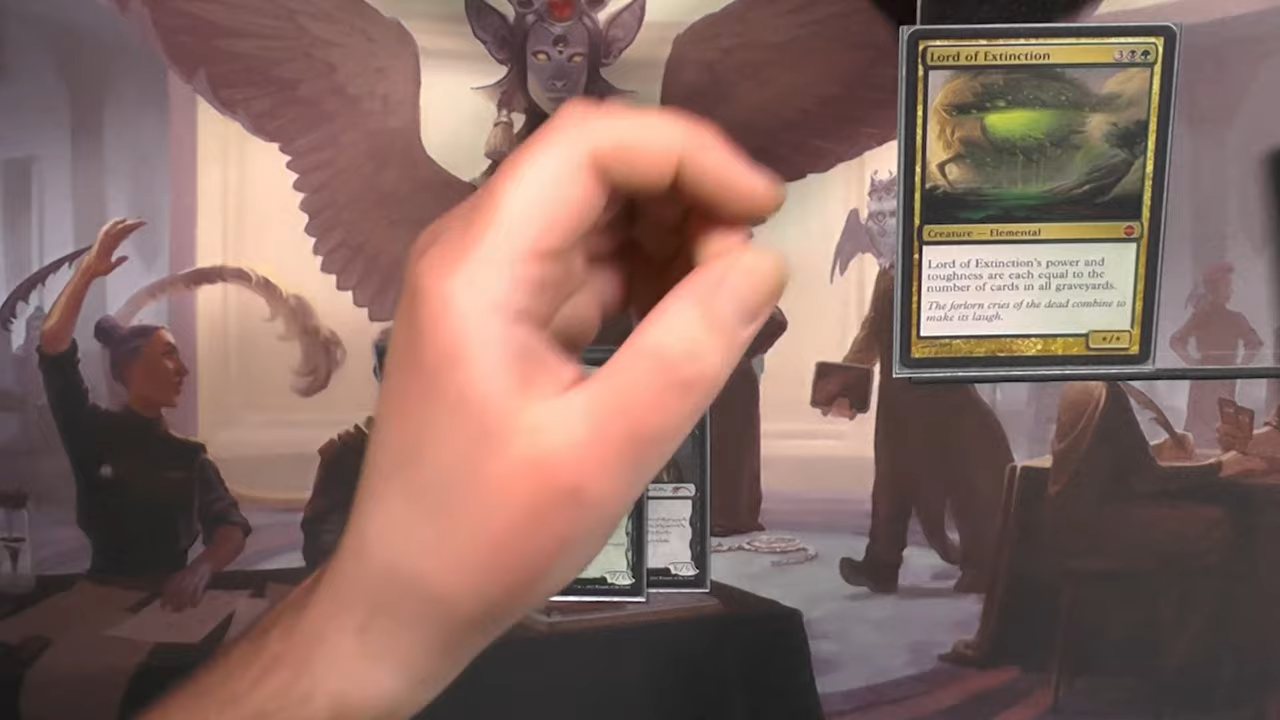 Lord of Extinction 3
Creature — Elemental
Lord of Extinction's power and
toughness are each equal to the
number of cards in all graveyards.
The forlorn cries of the dead combine to
make its laugh.
*/*